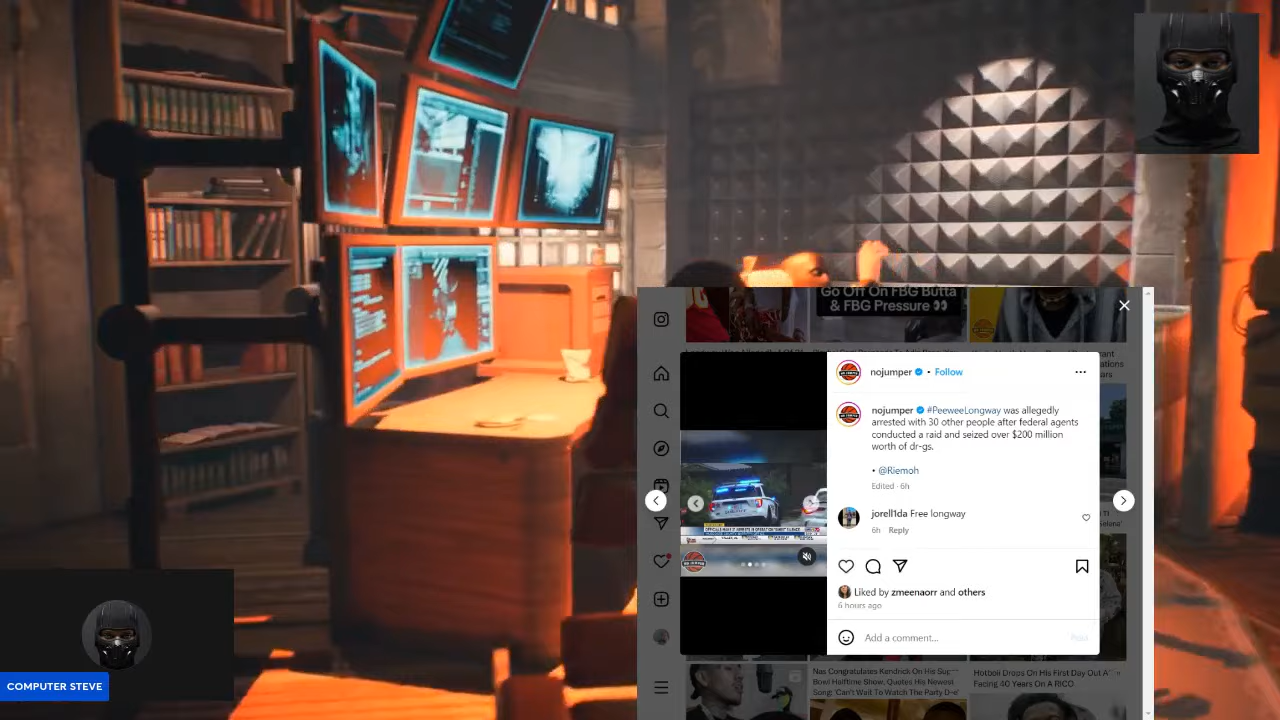 Go Off On FBG Butta
& FBG Pressure 👀
nojumper • Follow
nojumper #PeeweeLongway was allegedly
arrested with 30 other people after federal agents
conducted a raid and seized over $200 million
worth of dr-gs.
• @Riemoh
Edited · 6h
jorell1da Free longway
6h Reply
Liked by zmeenaorr and others
6 hours ago
Add a comment...
Post
COMPUTER STEVE
Nas Congratulates Kendrick On His Sup
Bowl Halftime Show, Quotes His Newest
Song: 'Can't Wait To Watch The Party D-e'
Hotboii Drops On His First Day Out A
Facing 40 Years On A RICO